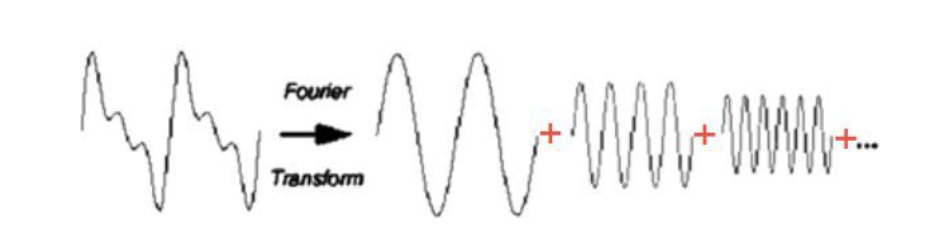 Fourier
Transform
+ + + ...